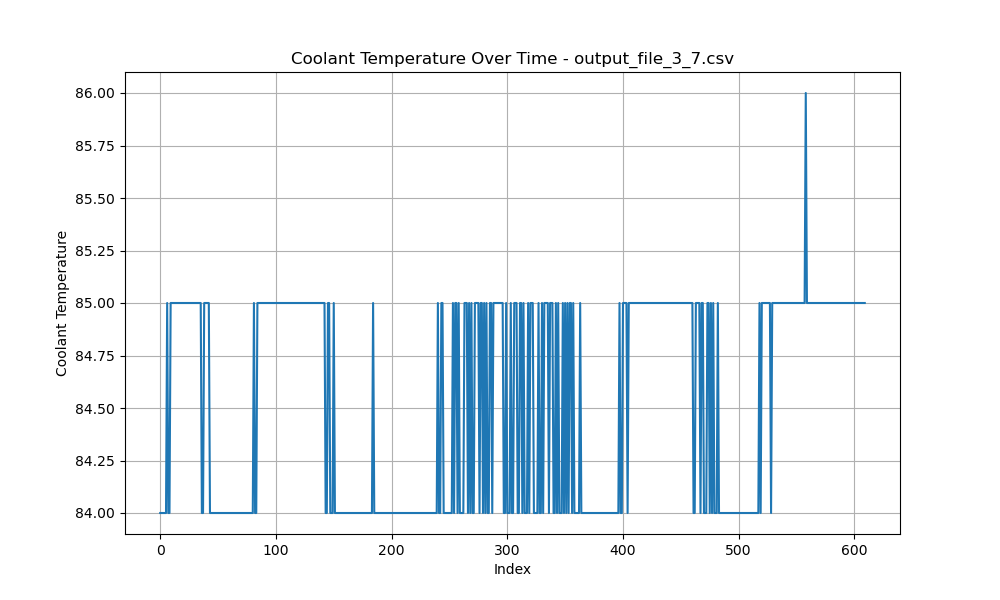 Coolant Temperature Over Time - output_file_3_7.csv
86.00
85.75
85.50
85.25
85.00
84.75
84.50
84.25
84.00
Coolant Temperature
0 100 200 300 400 500 600
Index